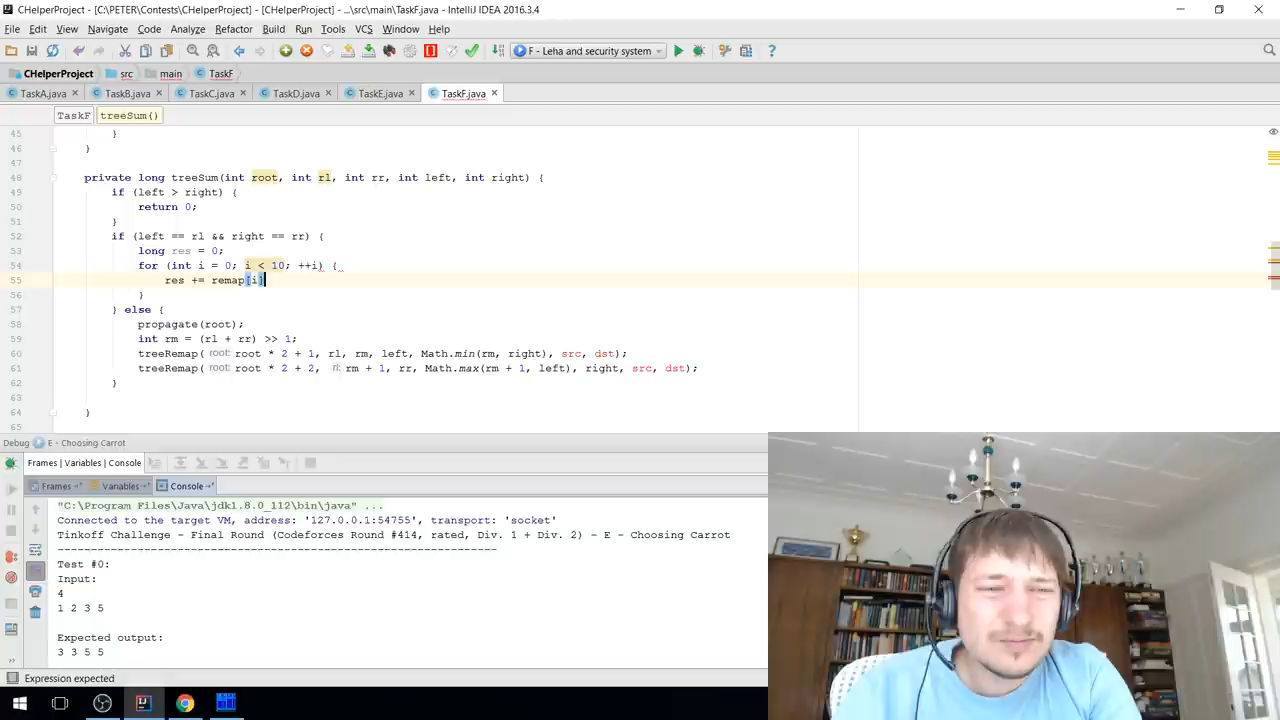 CHelperProject - [C:\PETER\Contests\CHelperProject] - ...\src\main\TaskF.java - IntelliJ IDEA 2016.3.4
File Edit View Navigate Code Analyze Refactor Build Run Tools VCS Window Help
F - Leha and security system
CHelperProject src main TaskF
TaskA.java TaskB.java TaskC.java TaskD.java TaskE.java TaskF.java
TaskF treeSum()
45 }
46 }
47
48 private long treeSum(int root, int rl, int rr, int left, int right) {
49 if (left > right) {
50 return 0;
51 }
52 if (left == rl && right == rr) {
53 long res = 0;
54 for (int i = 0; i < 10; ++i) {
55 res += remap[i]
56 }
57 } else {
58 propagate(root);
59 int rm = (rl + rr) >> 1;
60 treeRemap( root: root * 2 + 1, rl, rm, left, Math.min(rm, right), src, dst);
61 treeRemap( root: root * 2 + 2, rl: rm + 1, rr, Math.max(rm + 1, left), right, src, dst);
62 }
63
64 }
Debug E - Choosing Carrot
Frames | Variables | Console
Frames Variables Console
"C:\Program Files\Java\jdk1.8.0_112\bin\java" ...
Connected to the target VM, address: '127.0.0.1:54755', transport: 'socket'
Tinkoff Challenge - Final Round (Codeforces Round #414, rated, Div. 1 + Div. 2) - E - Choosing Carrot
Test #0:
Input:
4
1 2 3 5
Expected output:
3 3 5 5
Expression expected